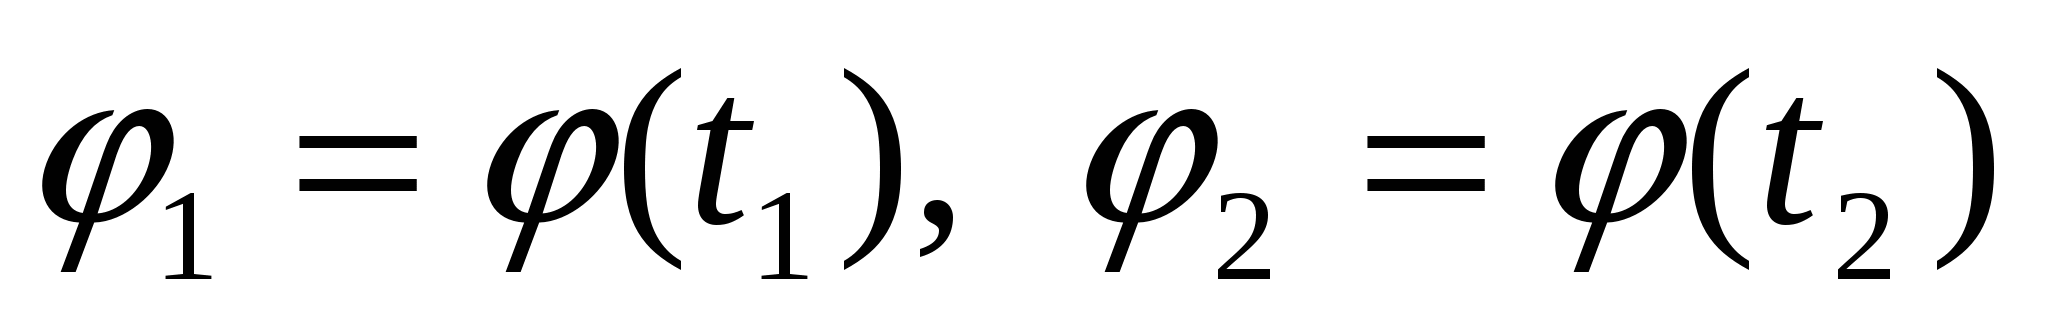 φ₁ = φ(t₁), φ₂ = φ(t₂)